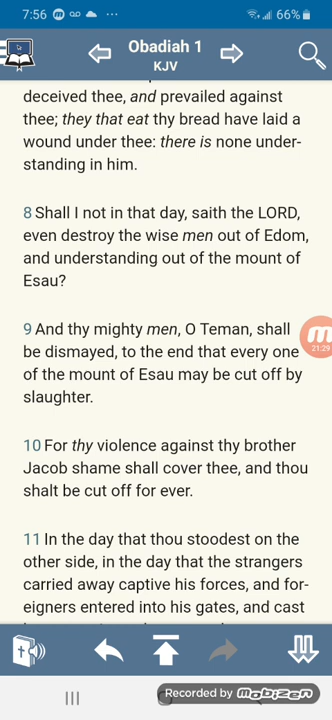 7:56 66%
Obadiah 1
KJV
deceived thee, and prevailed against
thee; they that eat thy bread have laid a
wound under thee: there is none under-
standing in him.
8 Shall I not in that day, saith the LORD,
even destroy the wise men out of Edom,
and understanding out of the mount of
Esau?
9 And thy mighty men, O Teman, shall
be dismayed, to the end that every one
of the mount of Esau may be cut off by
slaughter.
21:29
10 For thy violence against thy brother
Jacob shame shall cover thee, and thou
shalt be cut off for ever.
11 In the day that thou stoodest on the
other side, in the day that the strangers
carried away captive his forces, and for-
eigners entered into his gates, and cast
Recorded by mobizen